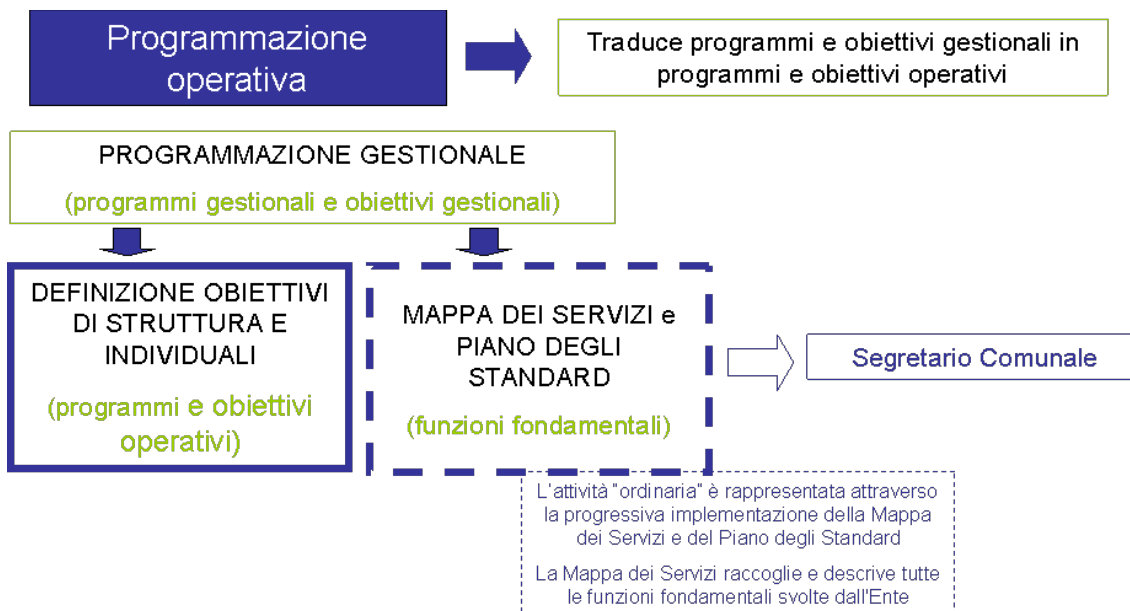 Programmazione
operativa
Traduce programmi e obiettivi gestionali in
programmi e obiettivi operativi
PROGRAMMAZIONE GESTIONALE
(programmi gestionali e obiettivi gestionali)
DEFINIZIONE OBIETTIVI
DI STRUTTURA E
INDIVIDUALI
(programmi e obiettivi
operativi)
MAPPA DEI SERVIZI e
PIANO DEGLI
STANDARD
(funzioni fondamentali)
Segretario Comunale
L'attività "ordinaria" è rappresentata attraverso
la progressiva implementazione della Mappa
dei Servizi e del Piano degli Standard
La Mappa dei Servizi raccoglie e descrive tutte
le funzioni fondamentali svolte dall'Ente